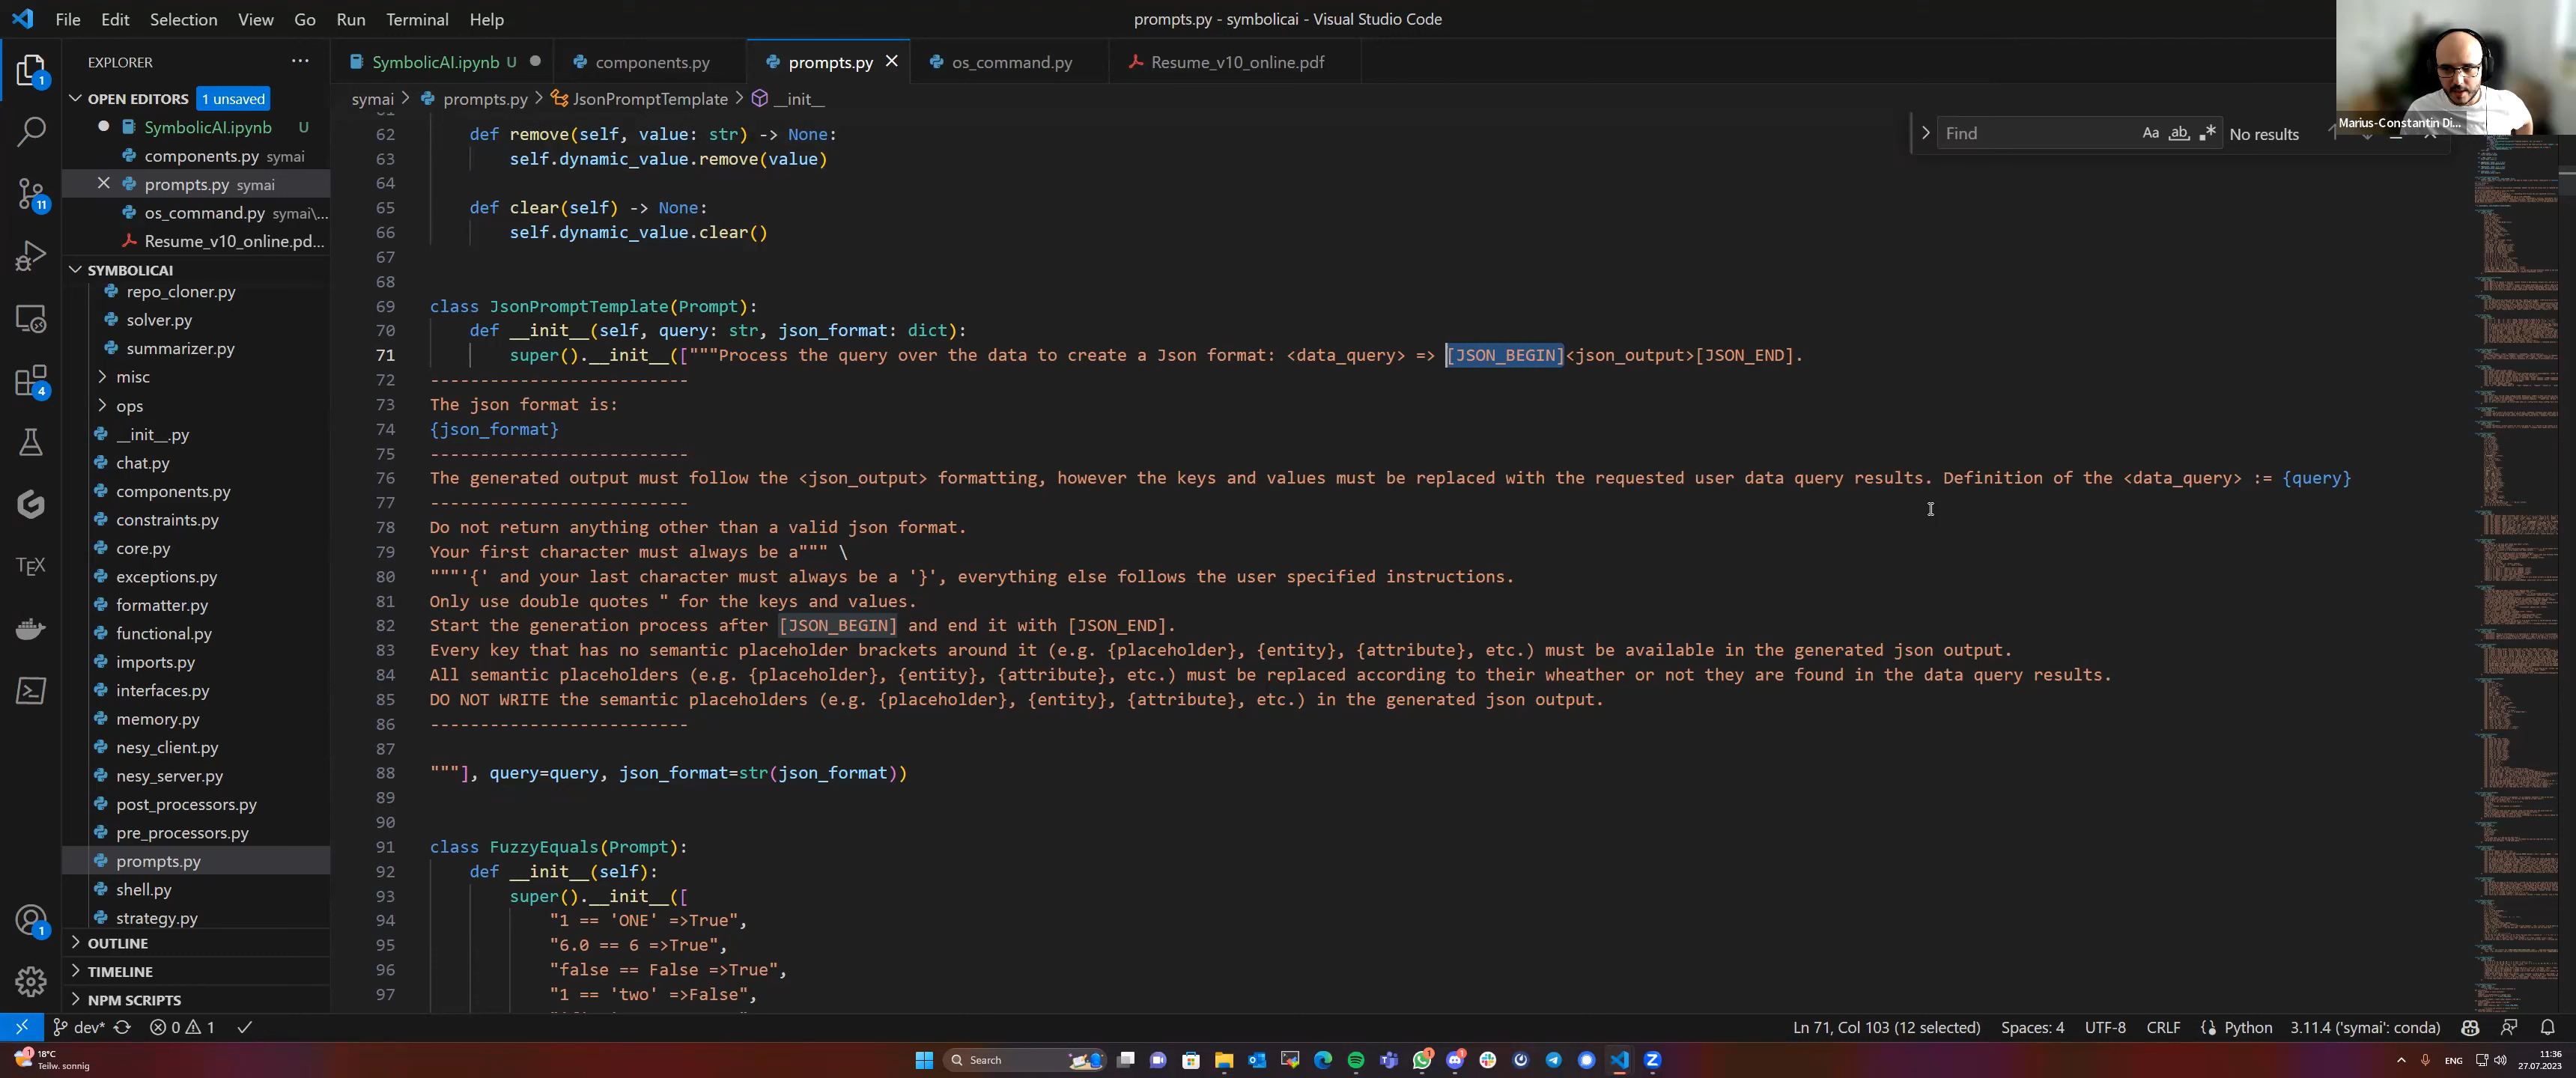 File Edit Selection View Go Run Terminal Help
prompts.py - symbolicai - Visual Studio Code
Marius-Constantin Di...
EXPLORER
OPEN EDITORS 1 unsaved
SymbolicAI.ipynb U
components.py symai
prompts.py symai
os_command.py symai\...
Resume_v10_online.pd...
SYMBOLICAI
repo_cloner.py
solver.py
summarizer.py
misc
ops
__init__.py
chat.py
components.py
constraints.py
core.py
exceptions.py
formatter.py
functional.py
imports.py
interfaces.py
memory.py
nesy_client.py
nesy_server.py
post_processors.py
pre_processors.py
prompts.py
shell.py
strategy.py
OUTLINE
TIMELINE
NPM SCRIPTS
1
11
4
TEX
1
SymbolicAI.ipynb U components.py prompts.py os_command.py Resume_v10_online.pdf
symai > prompts.py > JsonPromptTemplate > __init__
Find Aa ab No results
62 def remove(self, value: str) -> None:
63 self.dynamic_value.remove(value)
64
65 def clear(self) -> None:
66 self.dynamic_value.clear()
67
68
69 class JsonPromptTemplate(Prompt):
70 def __init__(self, query: str, json_format: dict):
71 super().__init__(["""Process the query over the data to create a Json format: <data_query> => [JSON_BEGIN]<json_output>[JSON_END].
72 --------------------------
73 The json format is:
74 {json_format}
75 --------------------------
76 The generated output must follow the <json_output> formatting, however the keys and values must be replaced with the requested user data query results. Definition of the <data_query> := {query}
77 --------------------------
78 Do not return anything other than a valid json format.
79 Your first character must always be a""" \
80 """'{' and your last character must always be a '}', everything else follows the user specified instructions.
81 Only use double quotes " for the keys and values.
82 Start the generation process after [JSON_BEGIN] and end it with [JSON_END].
83 Every key that has no semantic placeholder brackets around it (e.g. {placeholder}, {entity}, {attribute}, etc.) must be available in the generated json output.
84 All semantic placeholders (e.g. {placeholder}, {entity}, {attribute}, etc.) must be replaced according to their wheather or not they are found in the data query results.
85 DO NOT WRITE the semantic placeholders (e.g. {placeholder}, {entity}, {attribute}, etc.) in the generated json output.
86 --------------------------
87
88 """], query=query, json_format=str(json_format))
89
90
91 class FuzzyEquals(Prompt):
92 def __init__(self):
93 super().__init__([
94 "1 == 'ONE' =>True",
95 "6.0 == 6 =>True",
96 "false == False =>True",
97 "1 == 'two' =>False",
dev* 0 1 Ln 71, Col 103 (12 selected) Spaces: 4 UTF-8 CRLF Python 3.11.4 ('symai': conda)
18°C
Teilw. sonnig
Search
ENG
11:36
27.07.2023